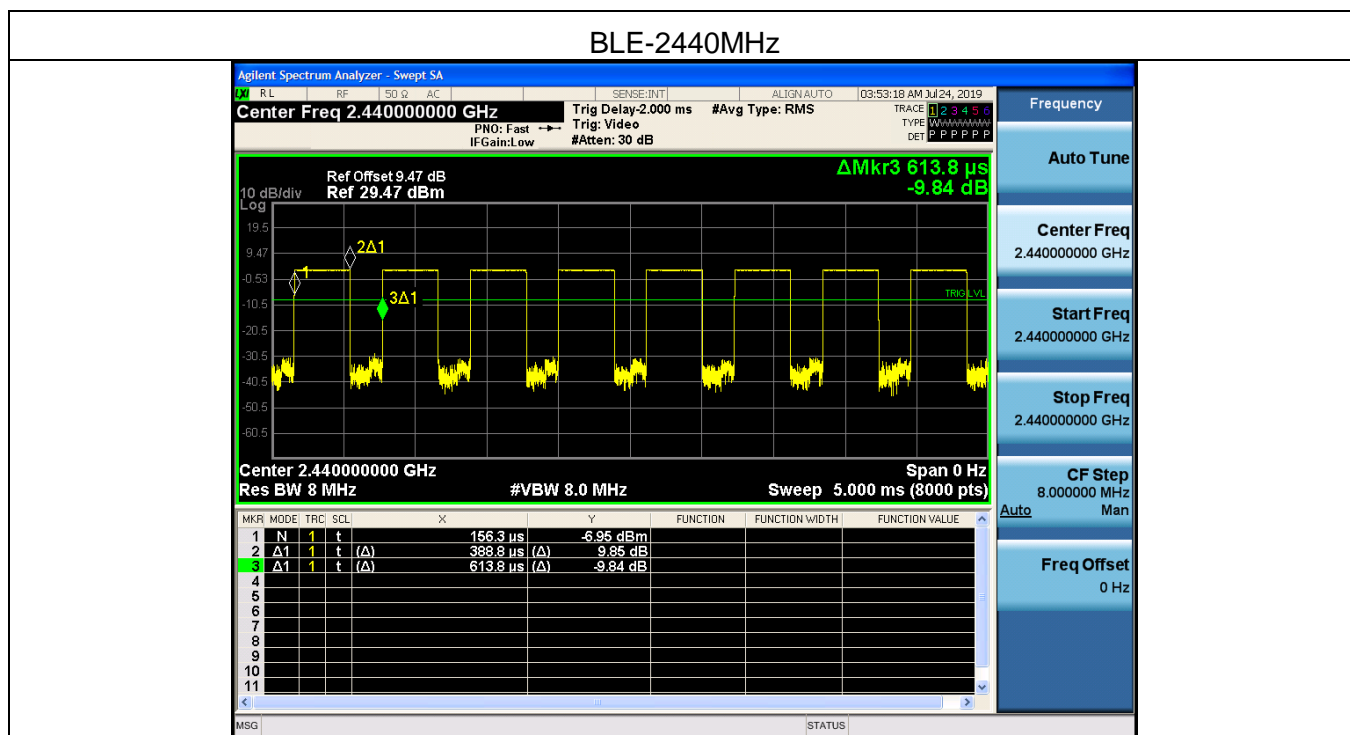 BLE-2440MHz
Agilent Spectrum Analyzer - Swept SA
LXI RL RF 50 Ω AC SENSE:INT ALIGN AUTO 03:53:18 AM Jul 24, 2019
Center Freq 2.440000000 GHz
PNO: Fast
IFGain:Low
Trig Delay-2.000 ms
Trig: Video
#Atten: 30 dB
#Avg Type: RMS
TRACE 1 2 3 4 5 6
TYPE WWWWWW
DET P P P P P P
ΔMkr3 613.8 µs
-9.84 dB
Ref Offset 9.47 dB
10 dB/div Ref 29.47 dBm
Log
19.5
9.47
-0.53
-10.5
-20.5
-30.5
-40.5
-50.5
-60.5
1
2Δ1
3Δ1
TRIG LVL
Center 2.440000000 GHz Span 0 Hz
Res BW 8 MHz #VBW 8.0 MHz Sweep 5.000 ms (8000 pts)
MKR MODE TRC SCL X Y FUNCTION FUNCTION WIDTH FUNCTION VALUE
1 N 1 t 156.3 µs -6.95 dBm
2 Δ1 1 t (Δ) 388.8 µs (Δ) 9.85 dB
3 Δ1 1 t (Δ) 613.8 µs (Δ) -9.84 dB
4
5
6
7
8
9
10
11
MSG STATUS
Frequency
Auto Tune
Center Freq
2.440000000 GHz
Start Freq
2.440000000 GHz
Stop Freq
2.440000000 GHz
CF Step
8.000000 MHz
Auto Man
Freq Offset
0 Hz